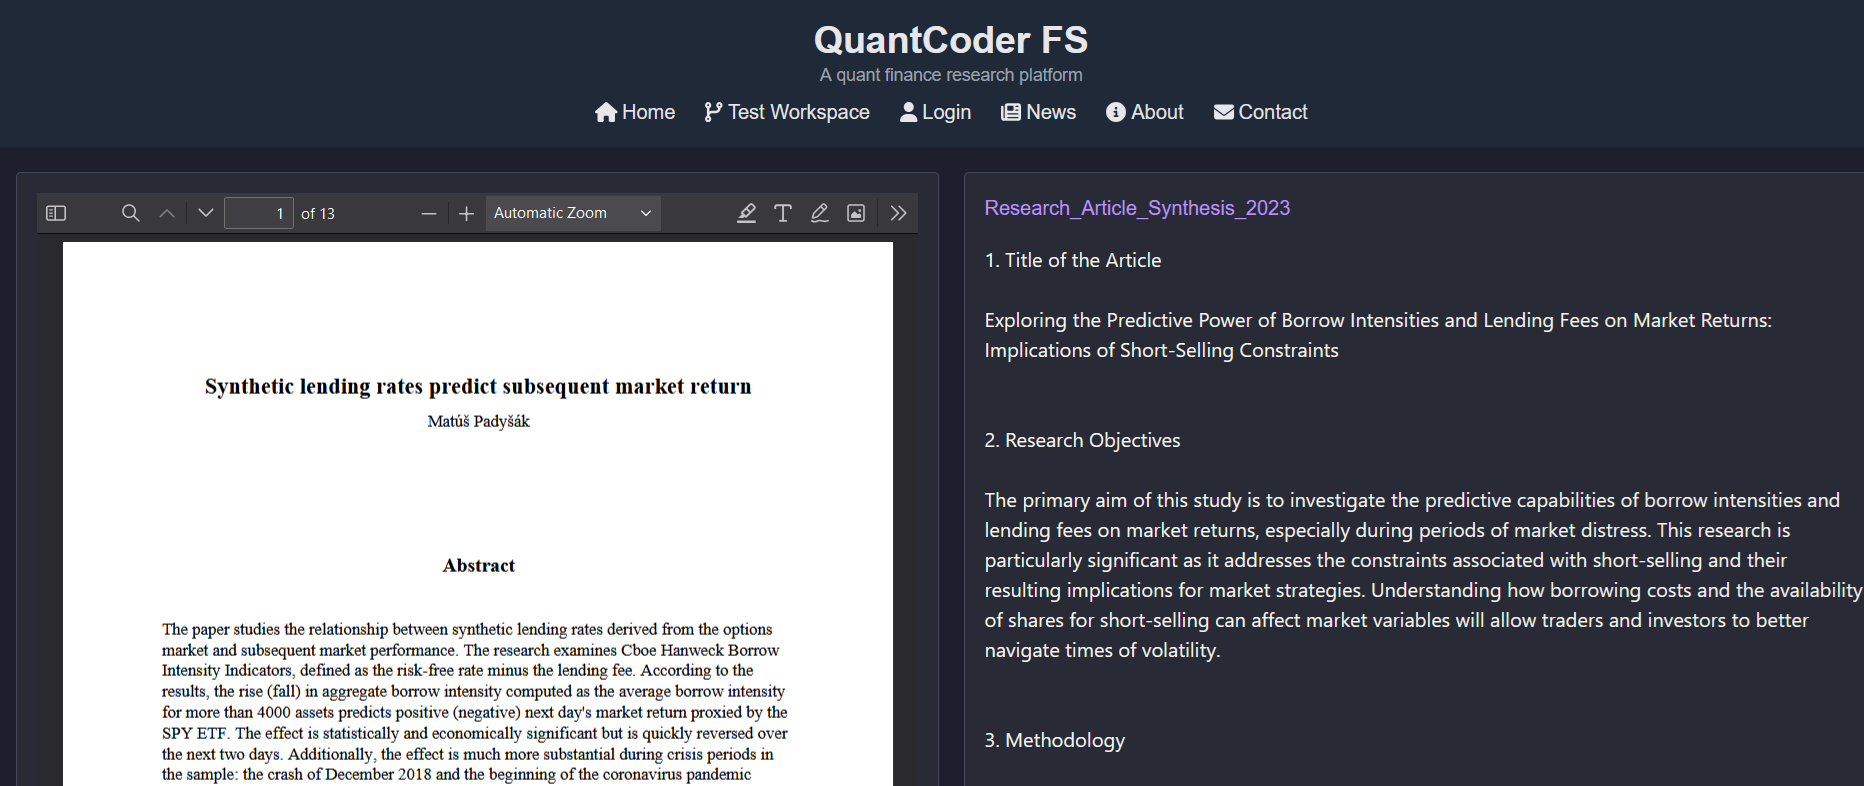 QuantCoder FS
A quant finance research platform
Home Test Workspace Login News About Contact
1 of 13 Automatic Zoom
Synthetic lending rates predict subsequent market return
Matúš Padyšák
Abstract
The paper studies the relationship between synthetic lending rates derived from the options
market and subsequent market performance. The research examines Cboe Hanweck Borrow
Intensity Indicators, defined as the risk-free rate minus the lending fee. According to the
results, the rise (fall) in aggregate borrow intensity computed as the average borrow intensity
for more than 4000 assets predicts positive (negative) next day's market return proxied by the
SPY ETF. The effect is statistically and economically significant but is quickly reversed over
the next two days. Additionally, the effect is much more substantial during crisis periods in
the sample: the crash of December 2018 and the beginning of the coronavirus pandemic
Research_Article_Synthesis_2023
1. Title of the Article
Exploring the Predictive Power of Borrow Intensities and Lending Fees on Market Returns:
Implications of Short-Selling Constraints
2. Research Objectives
The primary aim of this study is to investigate the predictive capabilities of borrow intensities and
lending fees on market returns, especially during periods of market distress. This research is
particularly significant as it addresses the constraints associated with short-selling and their
resulting implications for market strategies. Understanding how borrowing costs and the availability
of shares for short-selling can affect market variables will allow traders and investors to better
navigate times of volatility.
3. Methodology